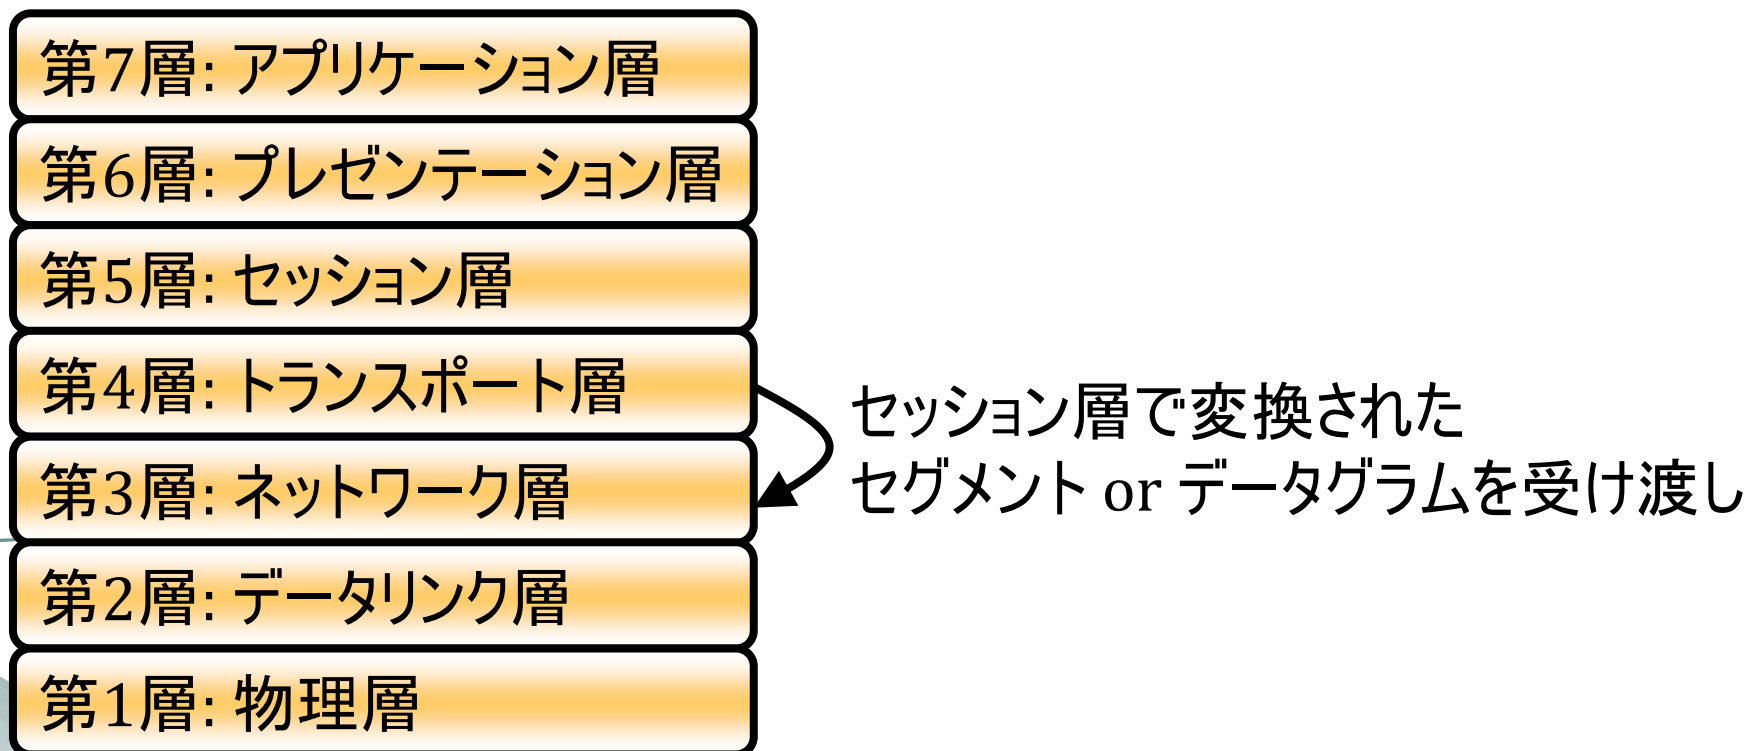 第7層: アプリケーション層
第6層: プレゼンテーション層
第5層: セッション層
第4層: トランスポート層
第3層: ネットワーク層
第2層: データリンク層
第1層: 物理層
セッション層で変換された
セグメント or データグラムを受け渡し